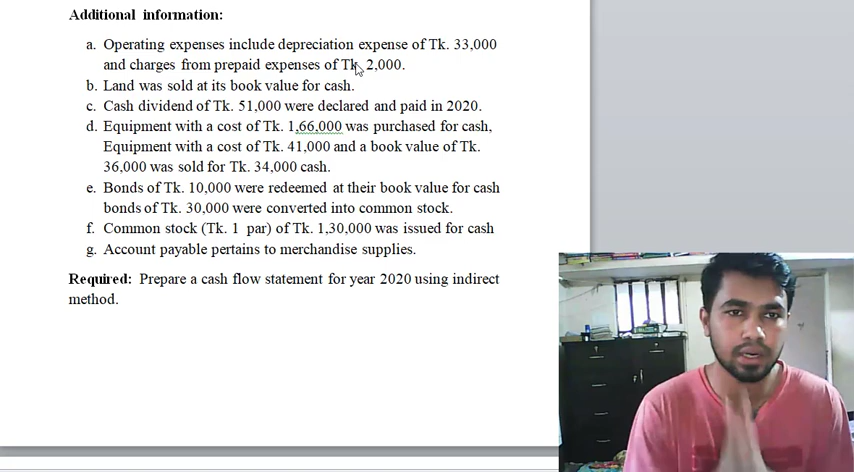 Additional information:
a. Operating expenses include depreciation expense of Tk. 33,000
and charges from prepaid expenses of Tk. 2,000.
b. Land was sold at its book value for cash.
c. Cash dividend of Tk. 51,000 were declared and paid in 2020.
d. Equipment with a cost of Tk. 1,66,000 was purchased for cash,
Equipment with a cost of Tk. 41,000 and a book value of Tk.
36,000 was sold for Tk. 34,000 cash.
e. Bonds of Tk. 10,000 were redeemed at their book value for cash
bonds of Tk. 30,000 were converted into common stock.
f. Common stock (Tk. 1 par) of Tk. 1,30,000 was issued for cash
g. Account payable pertains to merchandise supplies.
Required: Prepare a cash flow statement for year 2020 using indirect
method.